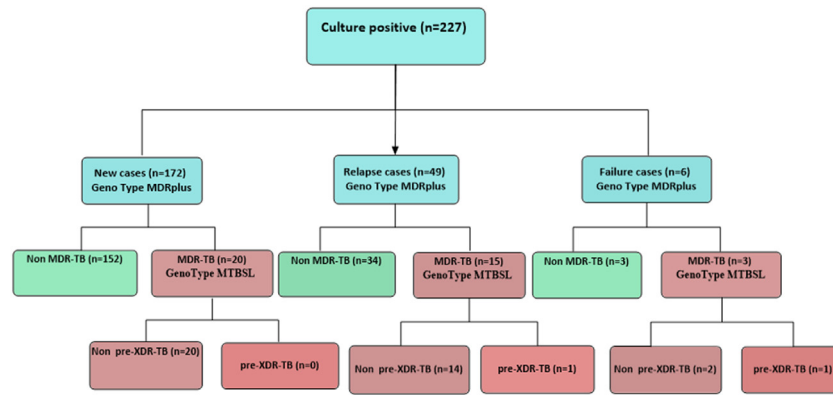 Culture positive (n=227)
New cases (n=172)
Geno Type MDRplus
Relapse cases (n=49)
Geno Type MDRplus
Failure cases (n=6)
Geno Type MDRplus
Non MDR-TB (n=152)
MDR-TB (n=20)
GenoType MTBSL
Non MDR-TB (n=34)
MDR-TB (n=15)
GenoType MTBSL
Non MDR-TB (n=3)
MDR-TB (n=3)
GenoType MTBSL
Non pre-XDR-TB (n=20)
pre-XDR-TB (n=0)
Non pre-XDR-TB (n=14)
pre-XDR-TB (n=1)
Non pre-XDR-TB (n=2)
pre-XDR-TB (n=1)